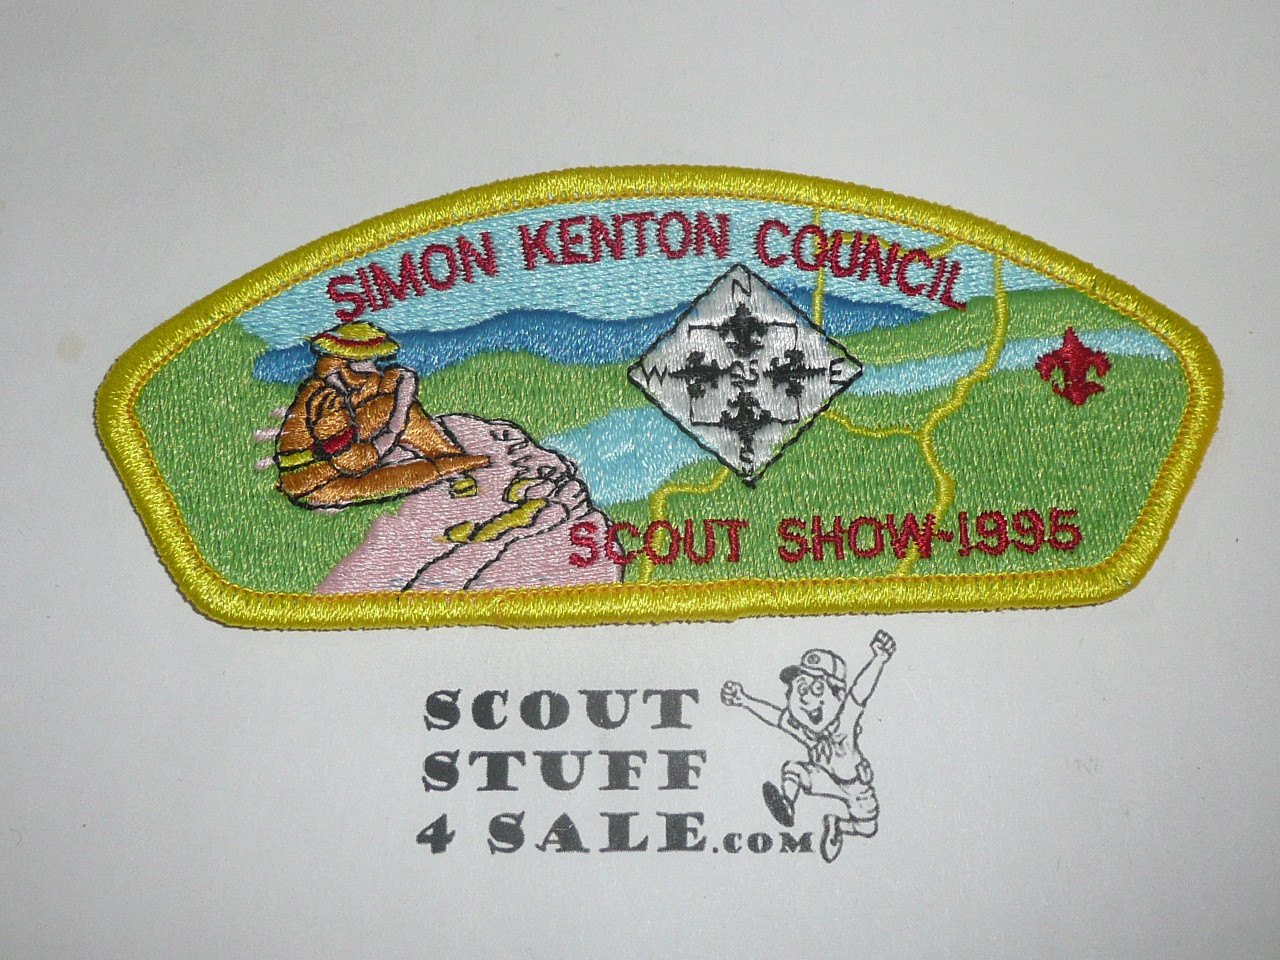 SIMON KENTON COUNCIL
N
W E
S
SCOUT SHOW-1995
SCOUT
STUFF
4 SALE.COM